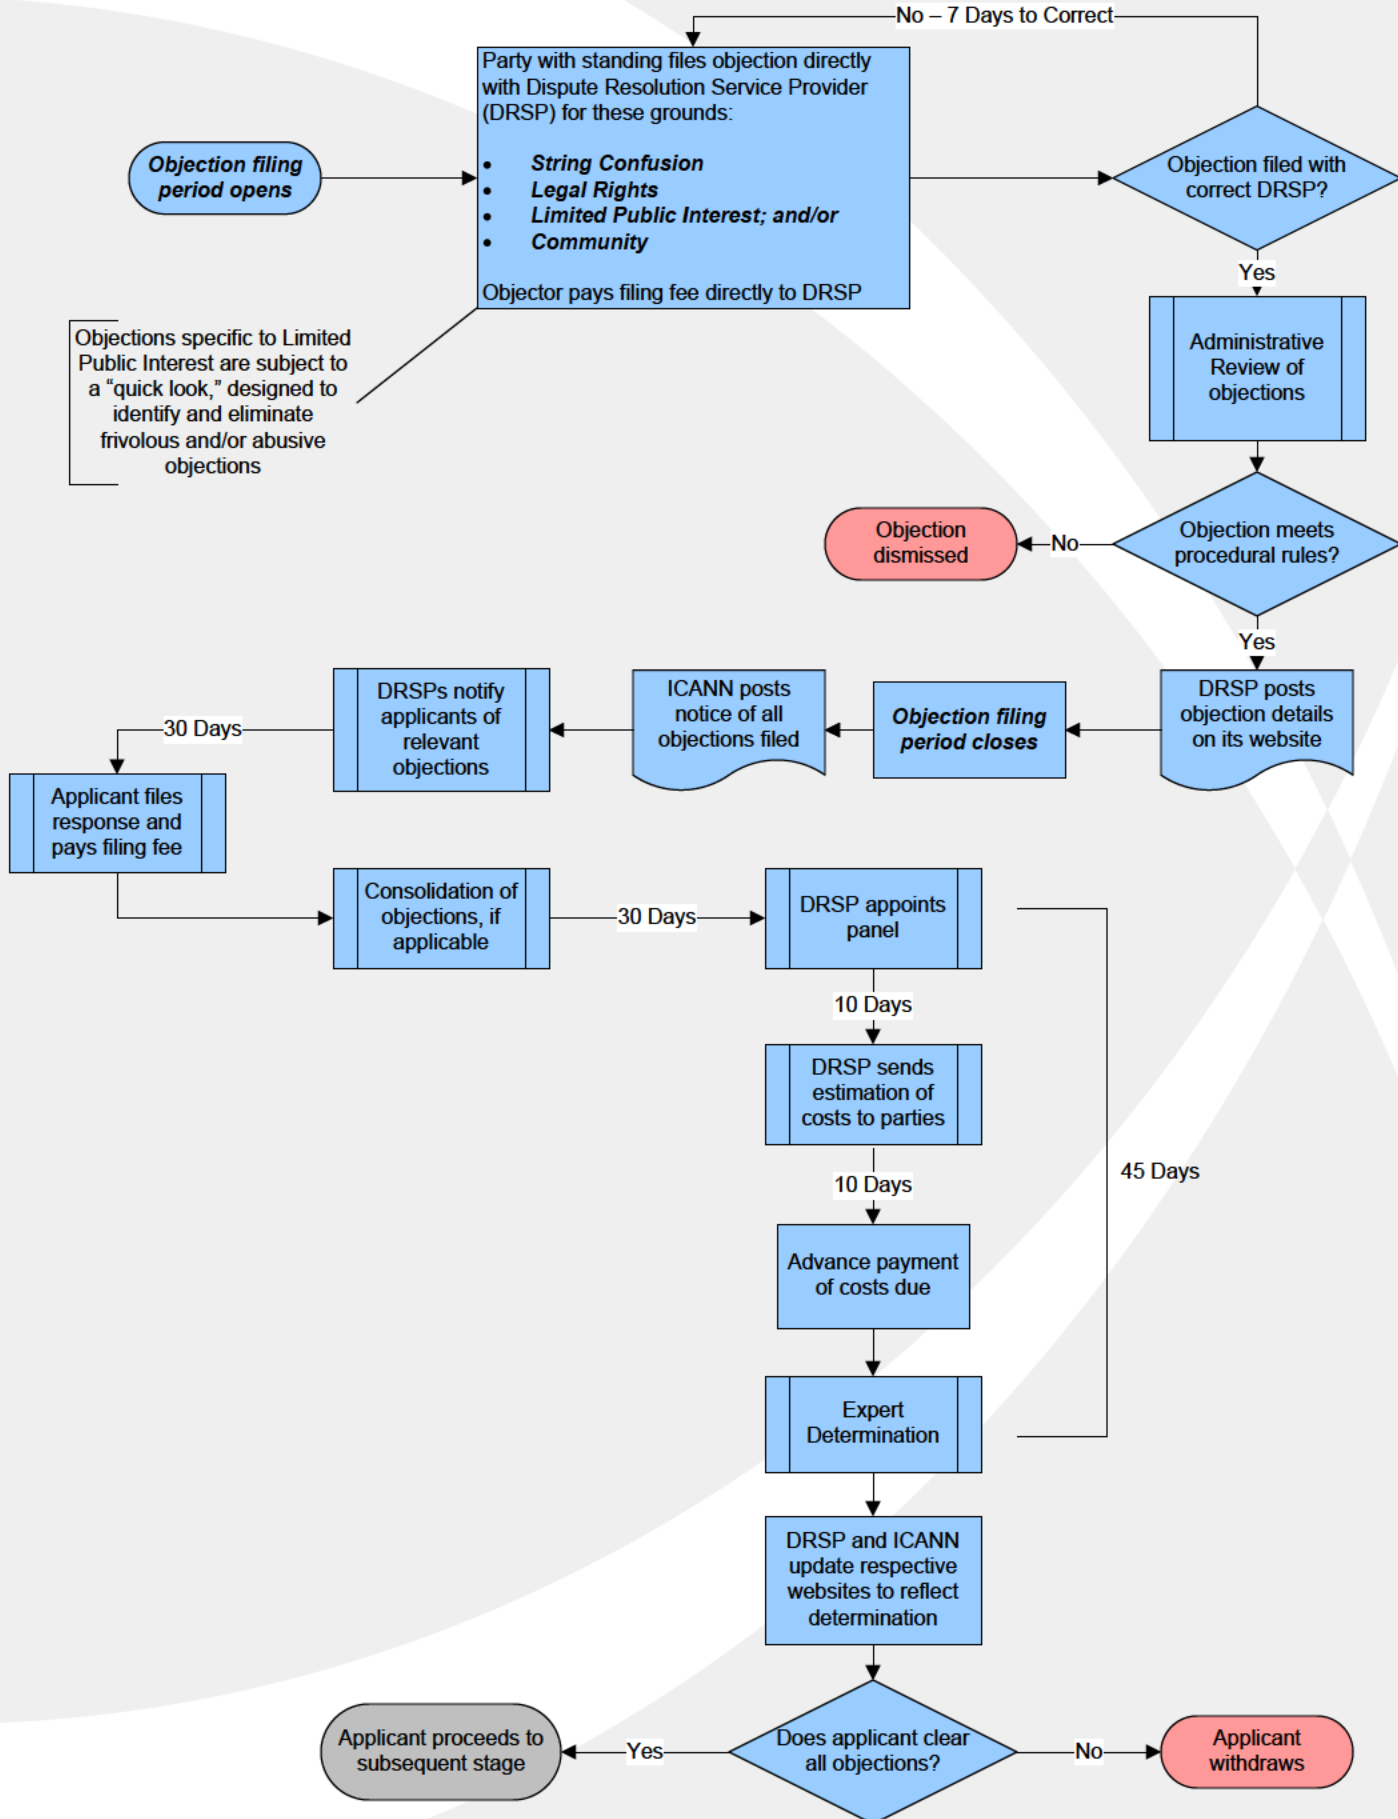 No – 7 Days to Correct
Party with standing files objection directly
with Dispute Resolution Service Provider
(DRSP) for these grounds:
• String Confusion
• Legal Rights
• Limited Public Interest; and/or
• Community
Objector pays filing fee directly to DRSP
Objection filing
period opens
Objection filed with
correct DRSP?
Yes
Objections specific to Limited
Public Interest are subject to
a “quick look,” designed to
identify and eliminate
frivolous and/or abusive
objections
Administrative
Review of
objections
Objection meets
procedural rules?
No
Objection
dismissed
Yes
DRSP posts
objection details
on its website
Objection filing
period closes
ICANN posts
notice of all
objections filed
DRSPs notify
applicants of
relevant
objections
30 Days
Applicant files
response and
pays filing fee
Consolidation of
objections, if
applicable
30 Days
DRSP appoints
panel
10 Days
DRSP sends
estimation of
costs to parties
10 Days
45 Days
Advance payment
of costs due
Expert
Determination
DRSP and ICANN
update respective
websites to reflect
determination
Does applicant clear
all objections?
Yes
Applicant proceeds to
subsequent stage
No
Applicant
withdraws